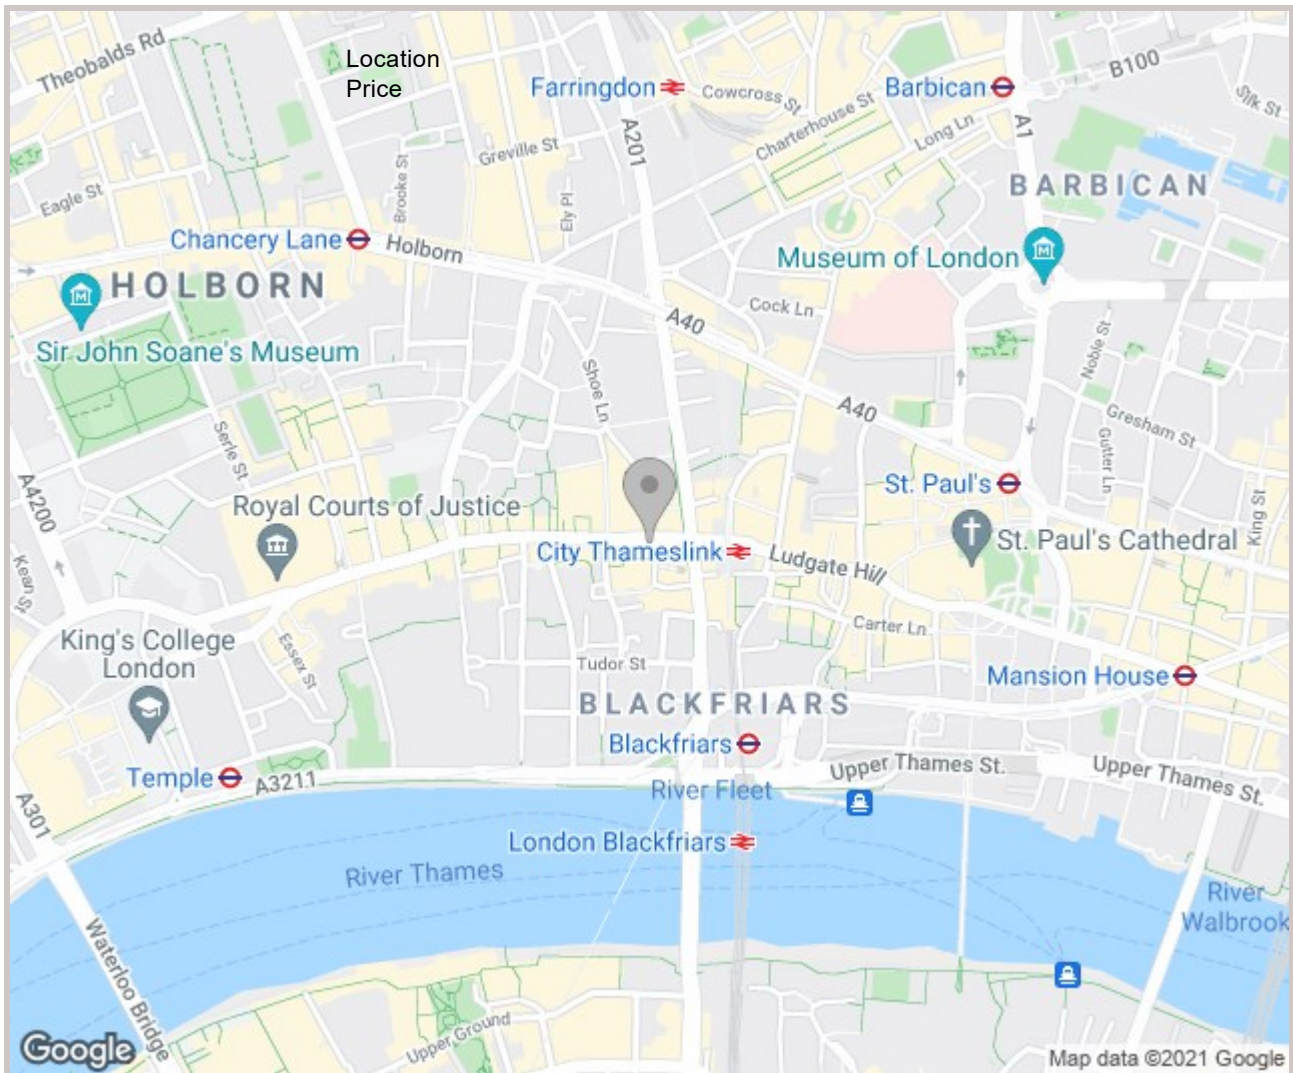 Theobalds Rd
Location
Price
Farringdon
Cowcross St
Barbican
B100
Silk St
A201
A1
Charterhouse St
Long Ln
Greville St
Brooke St
Ely Pl
Eagle St
BARBICAN
Chancery Lane
Holborn
Museum of London
HOLBORN
Cock Ln
A40
Sir John Soane's Museum
Noble St
Shoe Ln
A40
Gresham St
Serle St
Gutter Ln
A4200
Royal Courts of Justice
St. Paul's
King St
City Thameslink
Ludgate Hill
St. Paul's Cathedral
Kean St
Carter Ln
King's College
London
Essex St
Tudor St
Mansion House
BLACKFRIARS
Blackfriars
Temple
A3211
Upper Thames St.
Upper Thames St.
River Fleet
A301
London Blackfriars
River Thames
River
Walbrook
Waterloo Bridge
Upper Ground
Google
Map data ©2021 Google